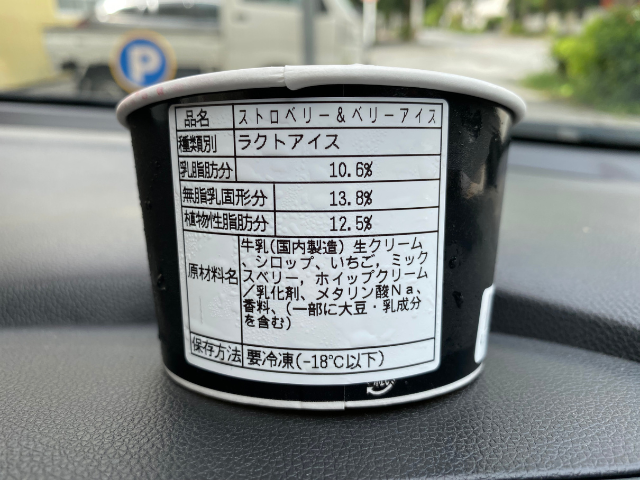 P
品名 ストロベリー&ベリーアイス
種類別 ラクトアイス
乳脂肪分 10.6%
無脂乳固形分 13.8%
植物性脂肪分 12.5%
原材料名 牛乳(国内製造) 生クリーム
、シロップ、いちご, ミック
スベリー, ホイップクリーム
/乳化剤、メタリン酸Na、
香料、(一部に大豆・乳成分
を含む)
保存方法 要冷凍(-18℃以下)